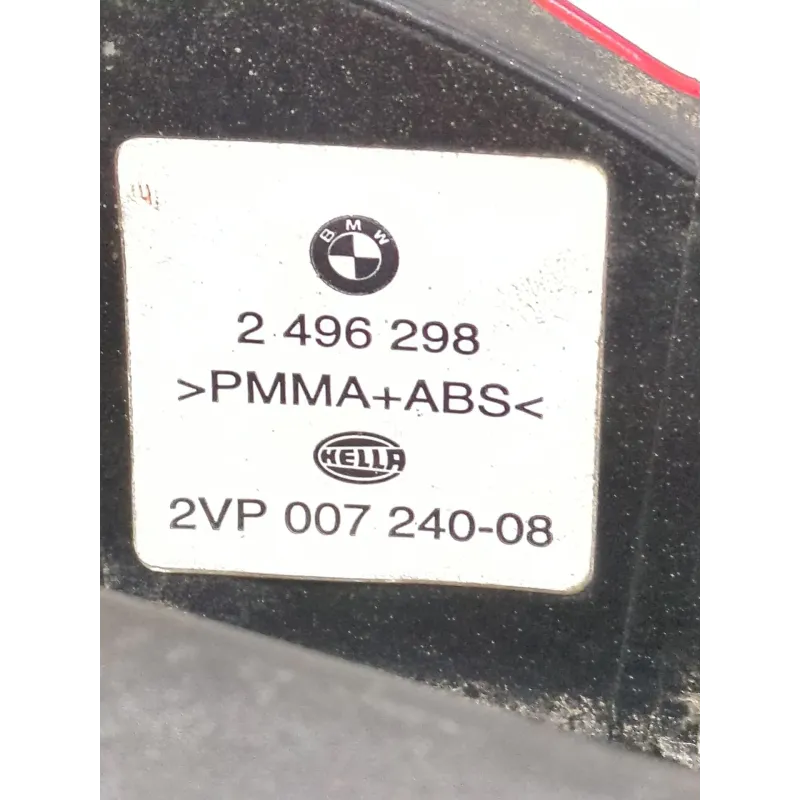 BMW
2 496 298
>PMMA+ABS<
HELLA
2VP 007 240-08